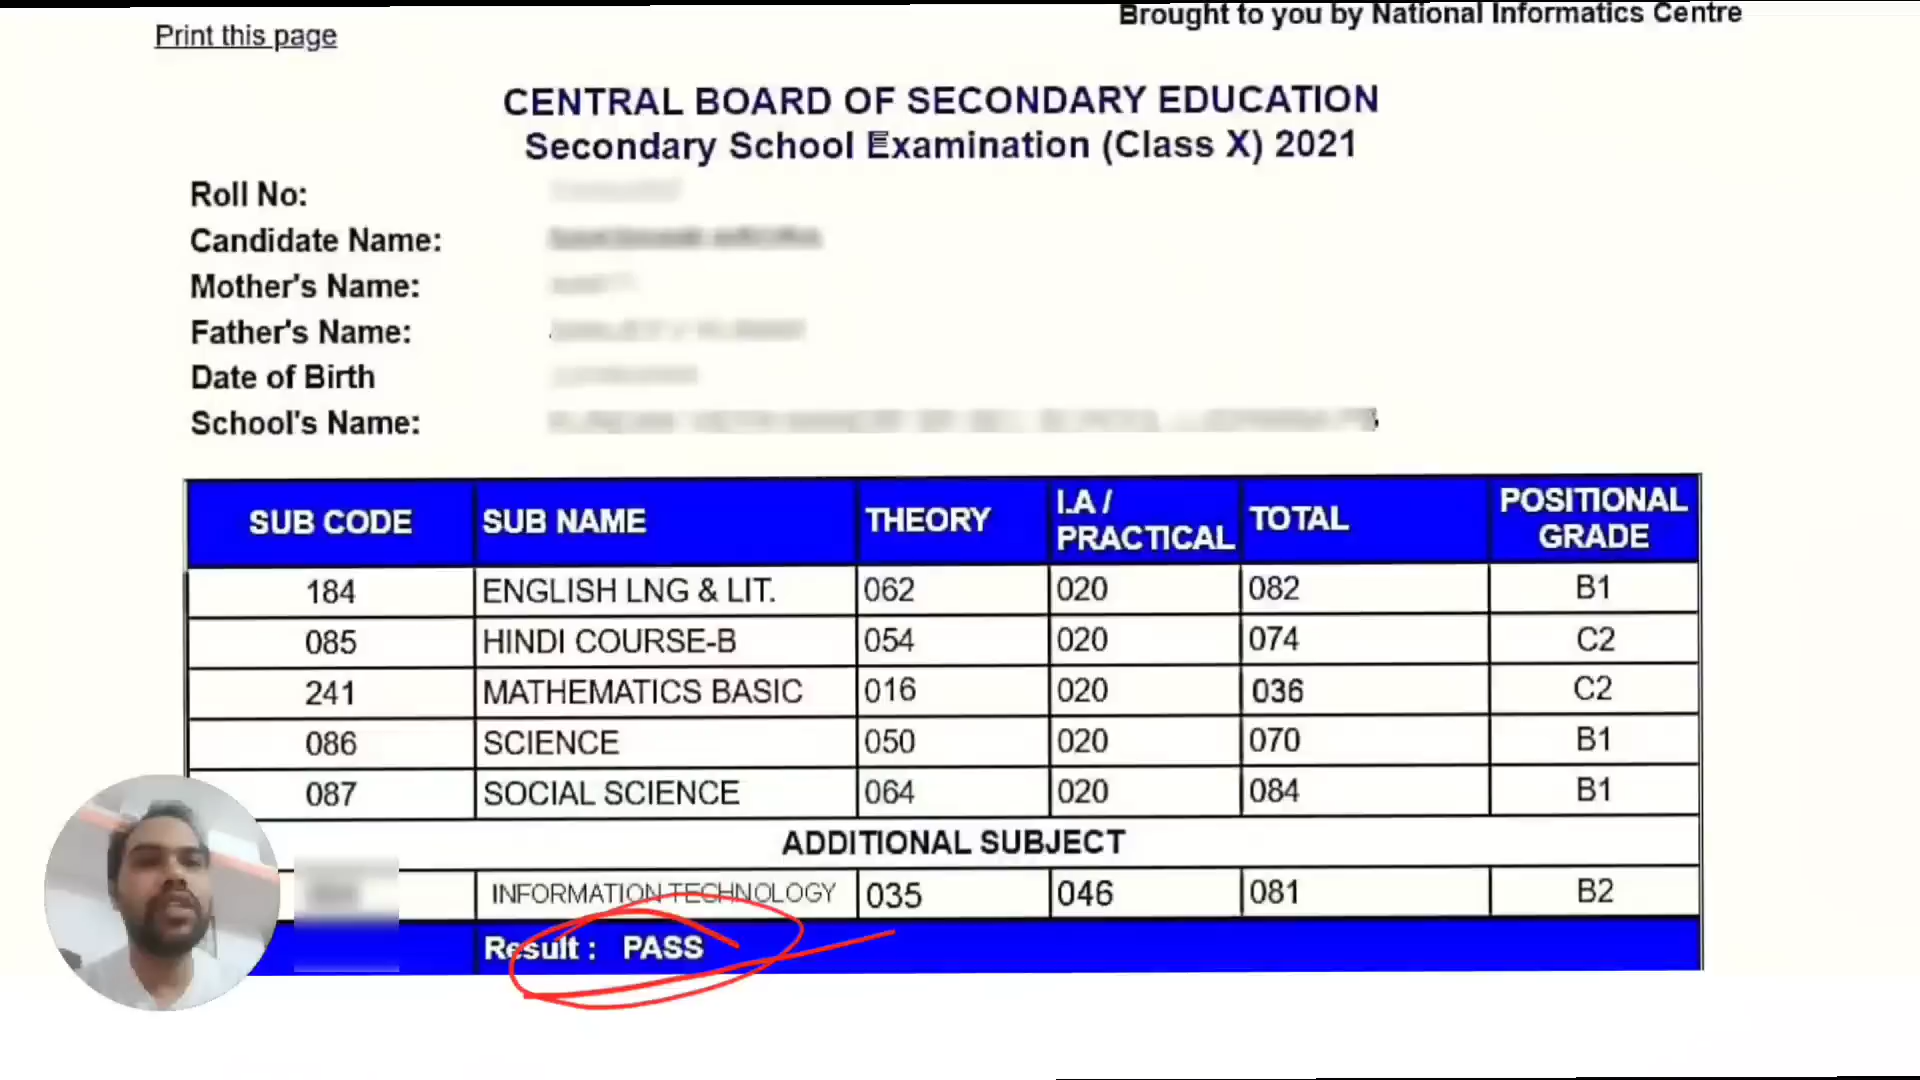 Brought to you by National Informatics Centre
Print this page
CENTRAL BOARD OF SECONDARY EDUCATION
Secondary School Examination (Class X) 2021
Roll No:
Candidate Name:
Mother's Name:
Father's Name:
Date of Birth
School's Name:
SUB CODE SUB NAME THEORY I.A / PRACTICAL TOTAL POSITIONAL GRADE
184 ENGLISH LNG & LIT. 062 020 082 B1
085 HINDI COURSE-B 054 020 074 C2
241 MATHEMATICS BASIC 016 020 036 C2
086 SCIENCE 050 020 070 B1
087 SOCIAL SCIENCE 064 020 084 B1
ADDITIONAL SUBJECT
INFORMATION TECHNOLOGY 035 046 081 B2
Result : PASS